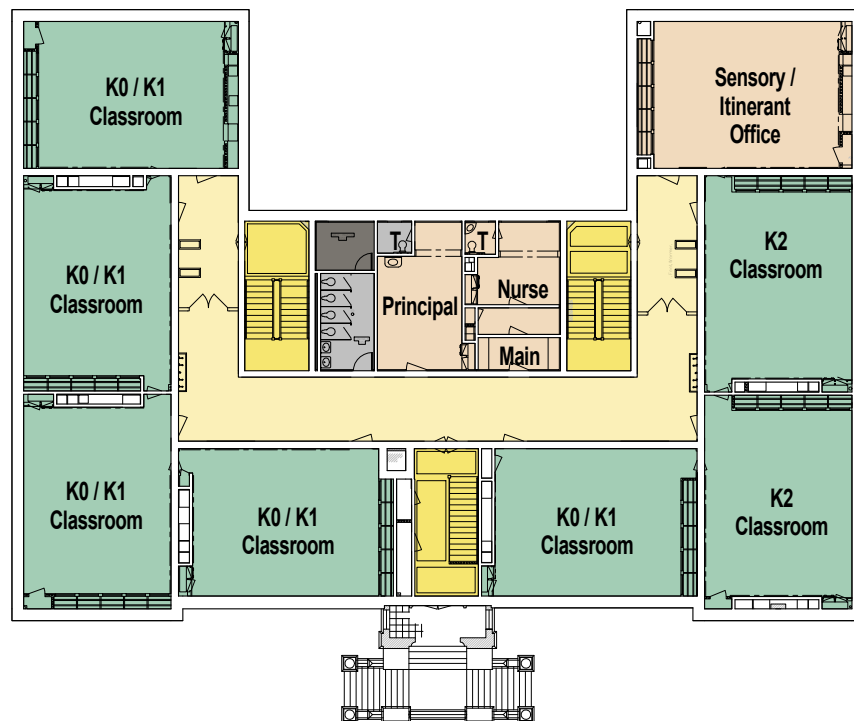 K0 / K1
Classroom
Sensory /
Itinerant
Office
K0 / K1
Classroom
K2
Classroom
T
T
Principal
Nurse
Main
K0 / K1
Classroom
K0 / K1
Classroom
K0 / K1
Classroom
K2
Classroom